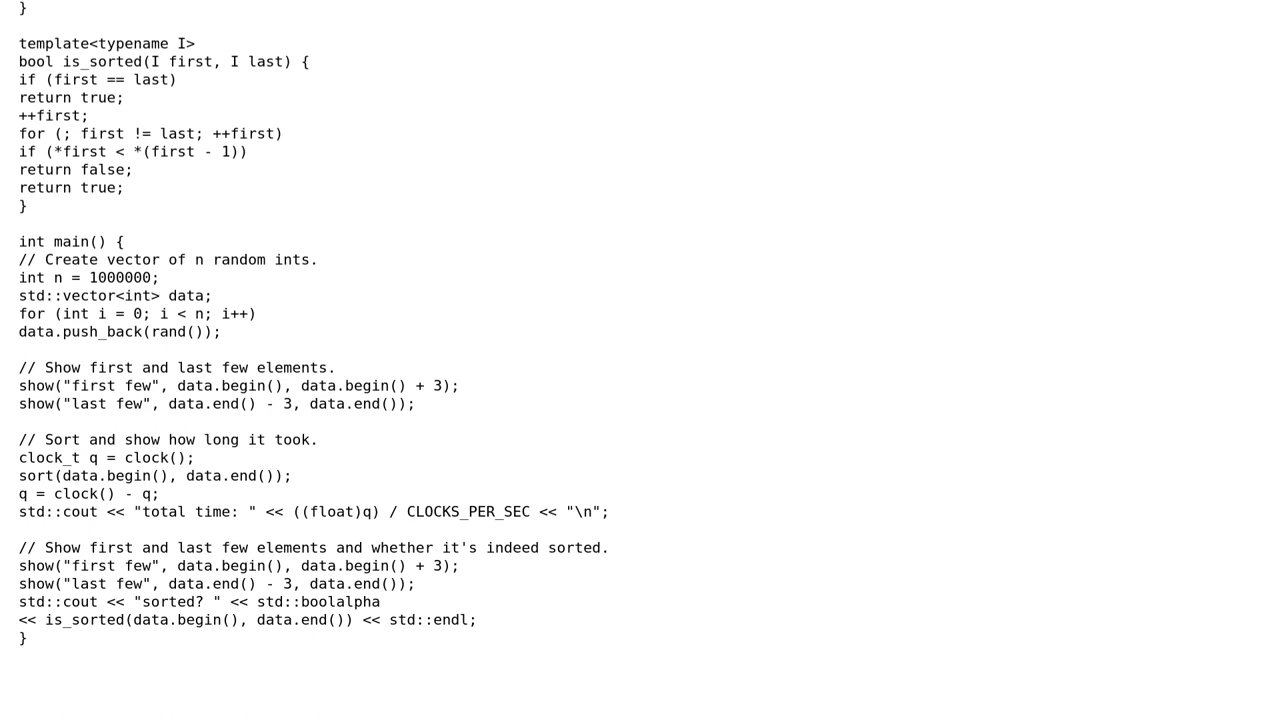 }

template<typename I>
bool is_sorted(I first, I last) {
if (first == last)
return true;
++first;
for (; first != last; ++first)
if (*first < *(first - 1))
return false;
return true;
}

int main() {
// Create vector of n random ints.
int n = 1000000;
std::vector<int> data;
for (int i = 0; i < n; i++)
data.push_back(rand());

// Show first and last few elements.
show("first few", data.begin(), data.begin() + 3);
show("last few", data.end() - 3, data.end());

// Sort and show how long it took.
clock_t q = clock();
sort(data.begin(), data.end());
q = clock() - q;
std::cout << "total time: " << ((float)q) / CLOCKS_PER_SEC << "\n";

// Show first and last few elements and whether it's indeed sorted.
show("first few", data.begin(), data.begin() + 3);
show("last few", data.end() - 3, data.end());
std::cout << "sorted? " << std::boolalpha
<< is_sorted(data.begin(), data.end()) << std::endl;
}